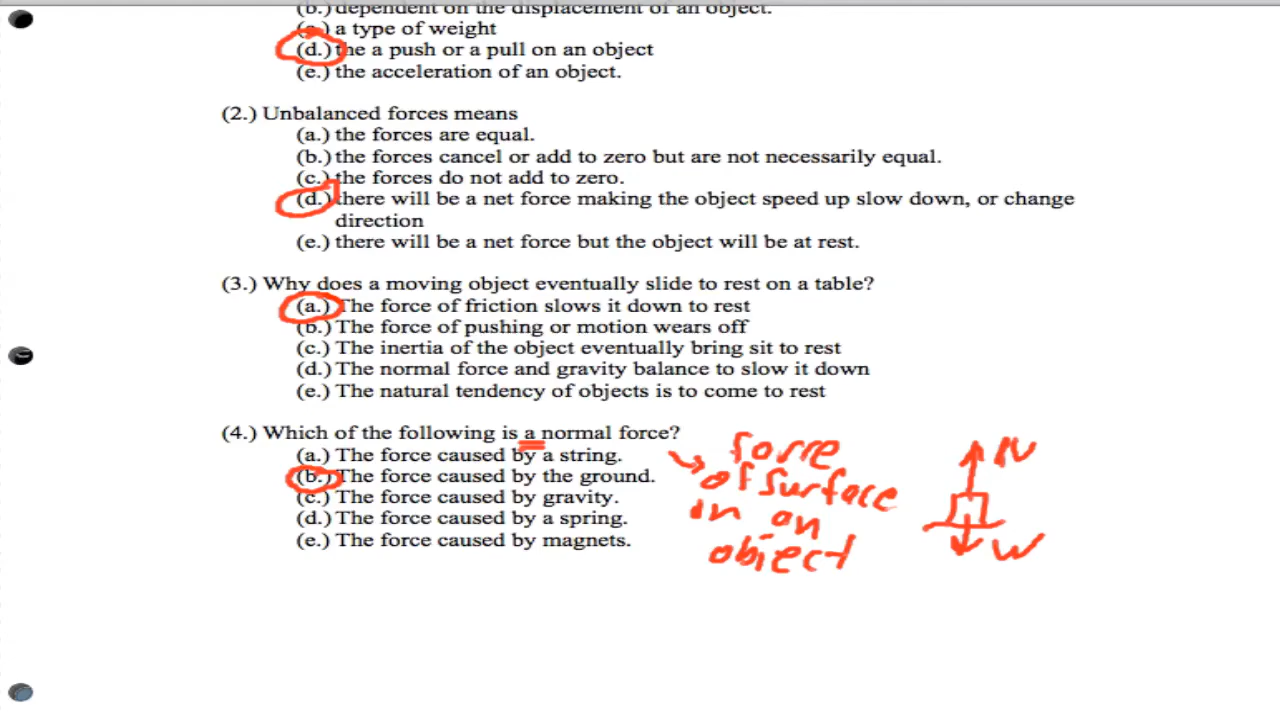 (b.) dependent on the displacement of an object.
(c.) a type of weight
(d.) the a push or a pull on an object
(e.) the acceleration of an object.
(2.) Unbalanced forces means
(a.) the forces are equal.
(b.) the forces cancel or add to zero but are not necessarily equal.
(c.) the forces do not add to zero.
(d.) there will be a net force making the object speed up slow down, or change
direction
(e.) there will be a net force but the object will be at rest.
(3.) Why does a moving object eventually slide to rest on a table?
(a.) The force of friction slows it down to rest
(b.) The force of pushing or motion wears off
(c.) The inertia of the object eventually bring sit to rest
(d.) The normal force and gravity balance to slow it down
(e.) The natural tendency of objects is to come to rest
(4.) Which of the following is a normal force?
(a.) The force caused by a string.
(b.) The force caused by the ground.
(c.) The force caused by gravity.
(d.) The force caused by a spring.
(e.) The force caused by magnets.
force
of surface
in an
object
N
W